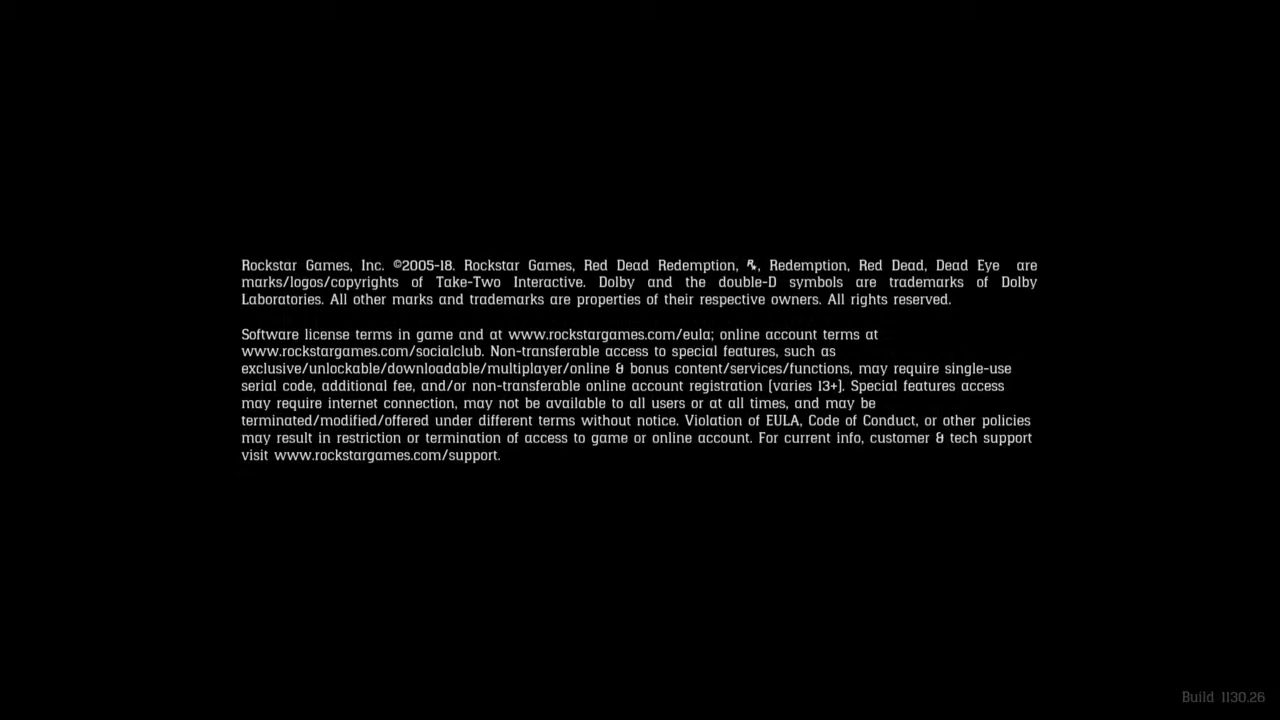 Rockstar Games, Inc. ©2005-18. Rockstar Games, Red Dead Redemption, R*, Redemption, Red Dead, Dead Eye are
marks/logos/copyrights of Take-Two Interactive. Dolby and the double-D symbols are trademarks of Dolby
Laboratories. All other marks and trademarks are properties of their respective owners. All rights reserved.
Software license terms in game and at www.rockstargames.com/eula; online account terms at
www.rockstargames.com/socialclub. Non-transferable access to special features, such as
exclusive/unlockable/downloadable/multiplayer/online & bonus content/services/functions, may require single-use
serial code, additional fee, and/or non-transferable online account registration (varies 13+). Special features access
may require internet connection, may not be available to all users or at all times, and may be
terminated/modified/offered under different terms without notice. Violation of EULA, Code of Conduct, or other policies
may result in restriction or termination of access to game or online account. For current info, customer & tech support
visit www.rockstargames.com/support.
Build 1130.26